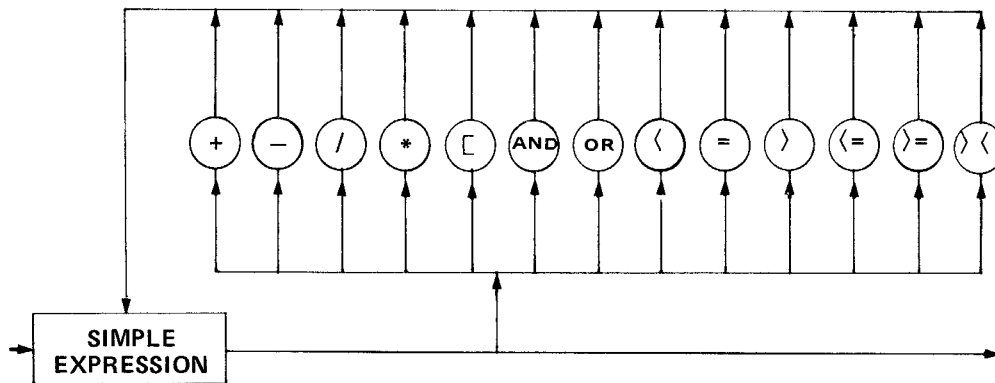 + − / * [ AND OR < = > <= >= ><
SIMPLE
EXPRESSION